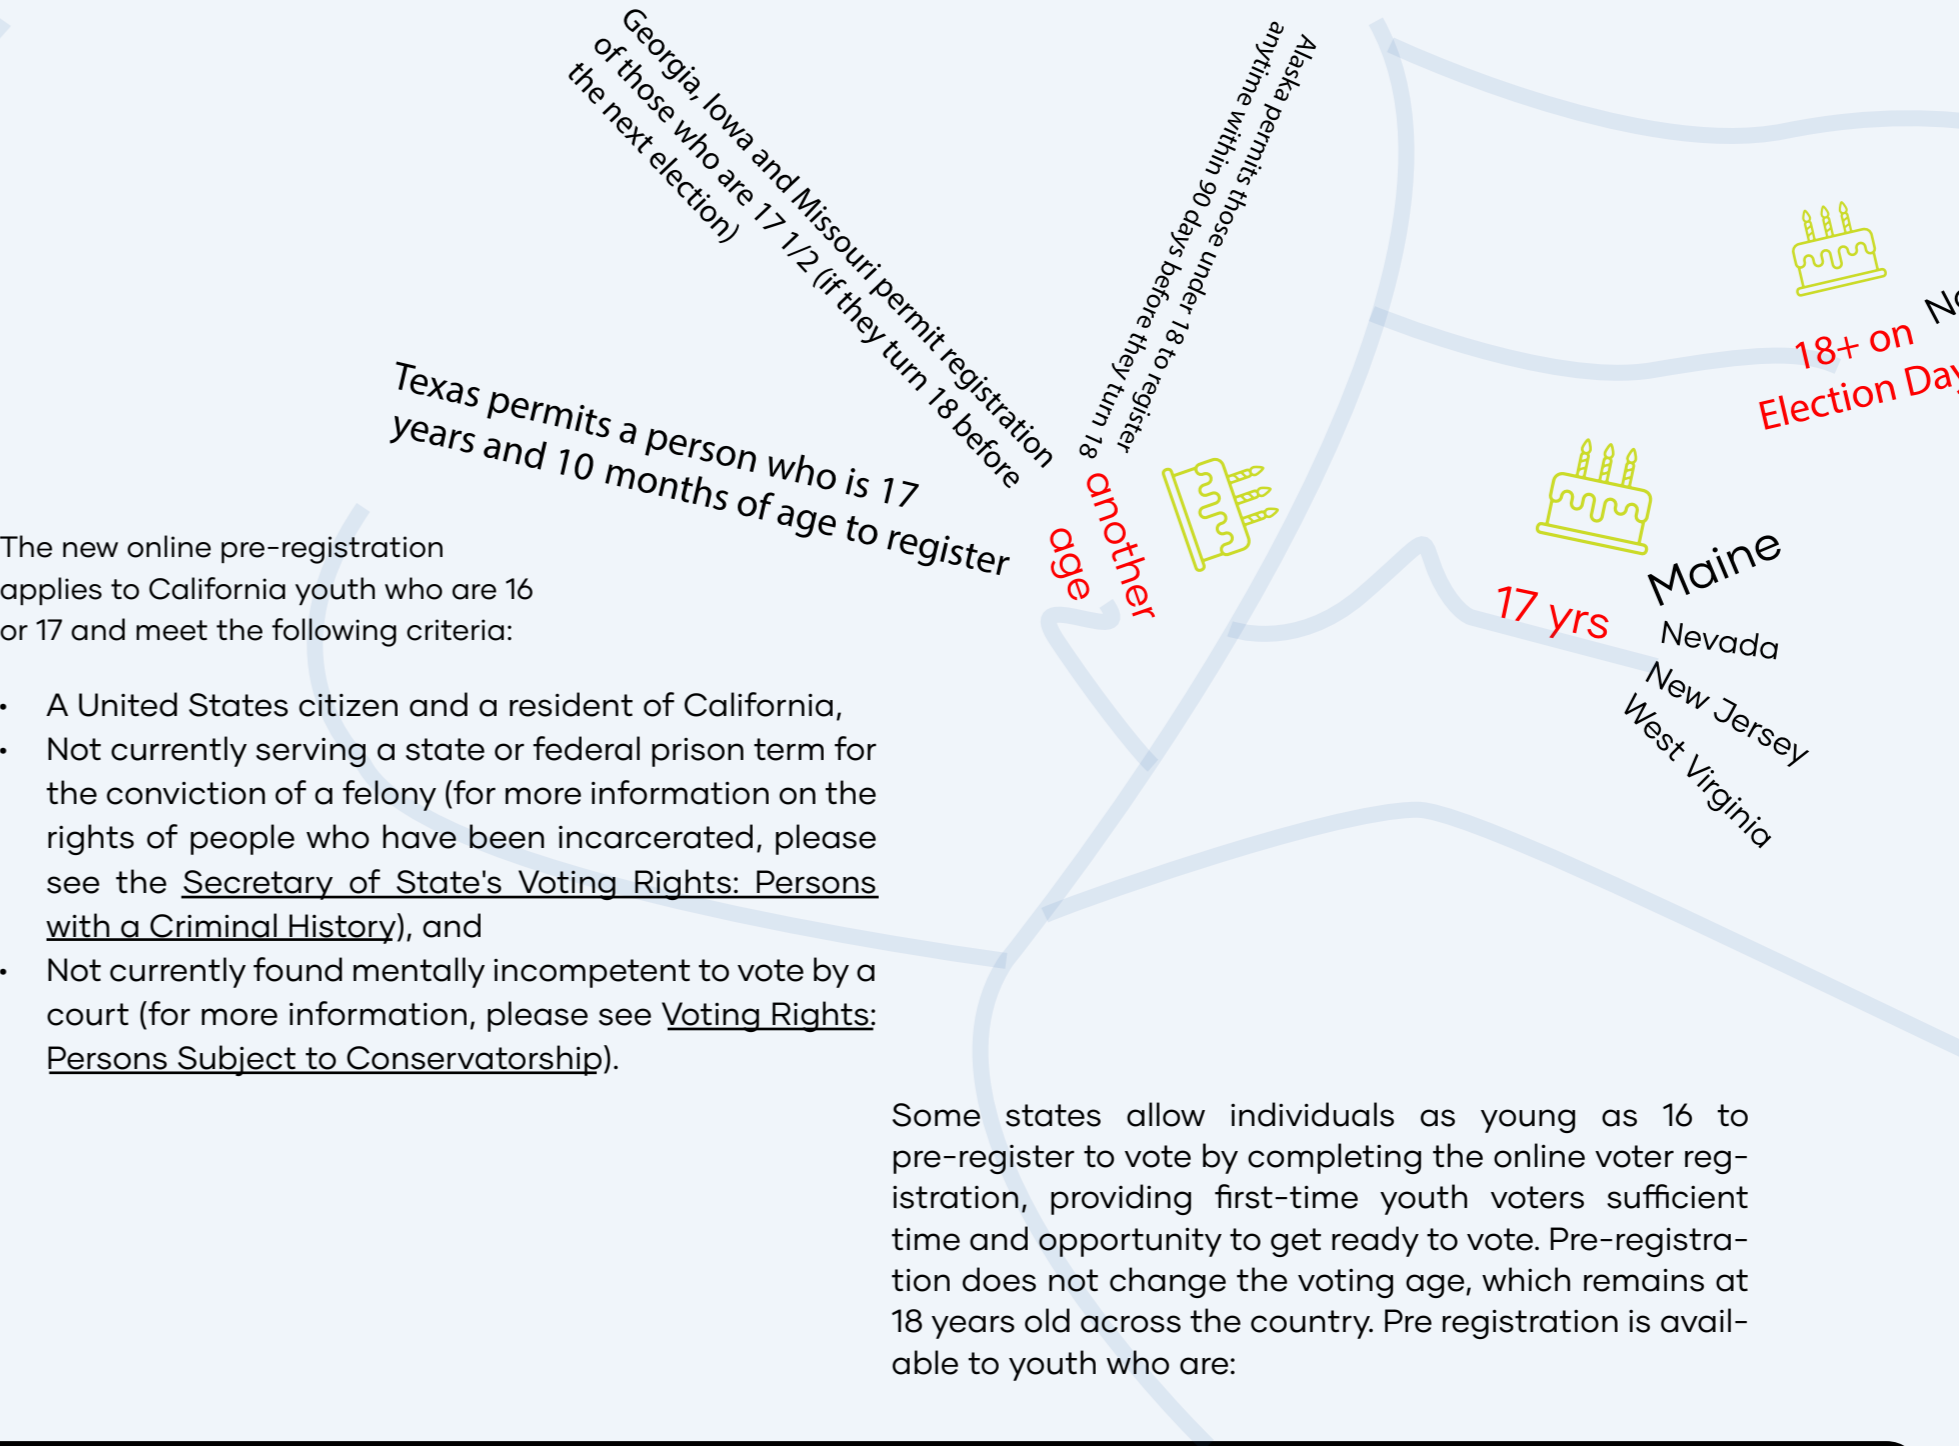 Georgia, Iowa and Missouri permit registration
of those who are 17 1/2 (if they turn 18 before
the next election)
Alaska permits those under 18 to register
anytime within 90 days before they turn 18
Texas permits a person who is 17
years and 10 months of age to register
another
age
18+ on
Election Day
17 yrs
Maine
Nevada
New Jersey
West Virginia
The new online pre-registration
applies to California youth who are 16
or 17 and meet the following criteria:
• A United States citizen and a resident of California,
• Not currently serving a state or federal prison term for
the conviction of a felony (for more information on the
rights of people who have been incarcerated, please
see the Secretary of State's Voting Rights: Persons
with a Criminal History), and
• Not currently found mentally incompetent to vote by a
court (for more information, please see Voting Rights:
Persons Subject to Conservatorship).
Some states allow individuals as young as 16 to
pre-register to vote by completing the online voter reg-
istration, providing first-time youth voters sufficient
time and opportunity to get ready to vote. Pre-registra-
tion does not change the voting age, which remains at
18 years old across the country. Pre registration is avail-
able to youth who are: